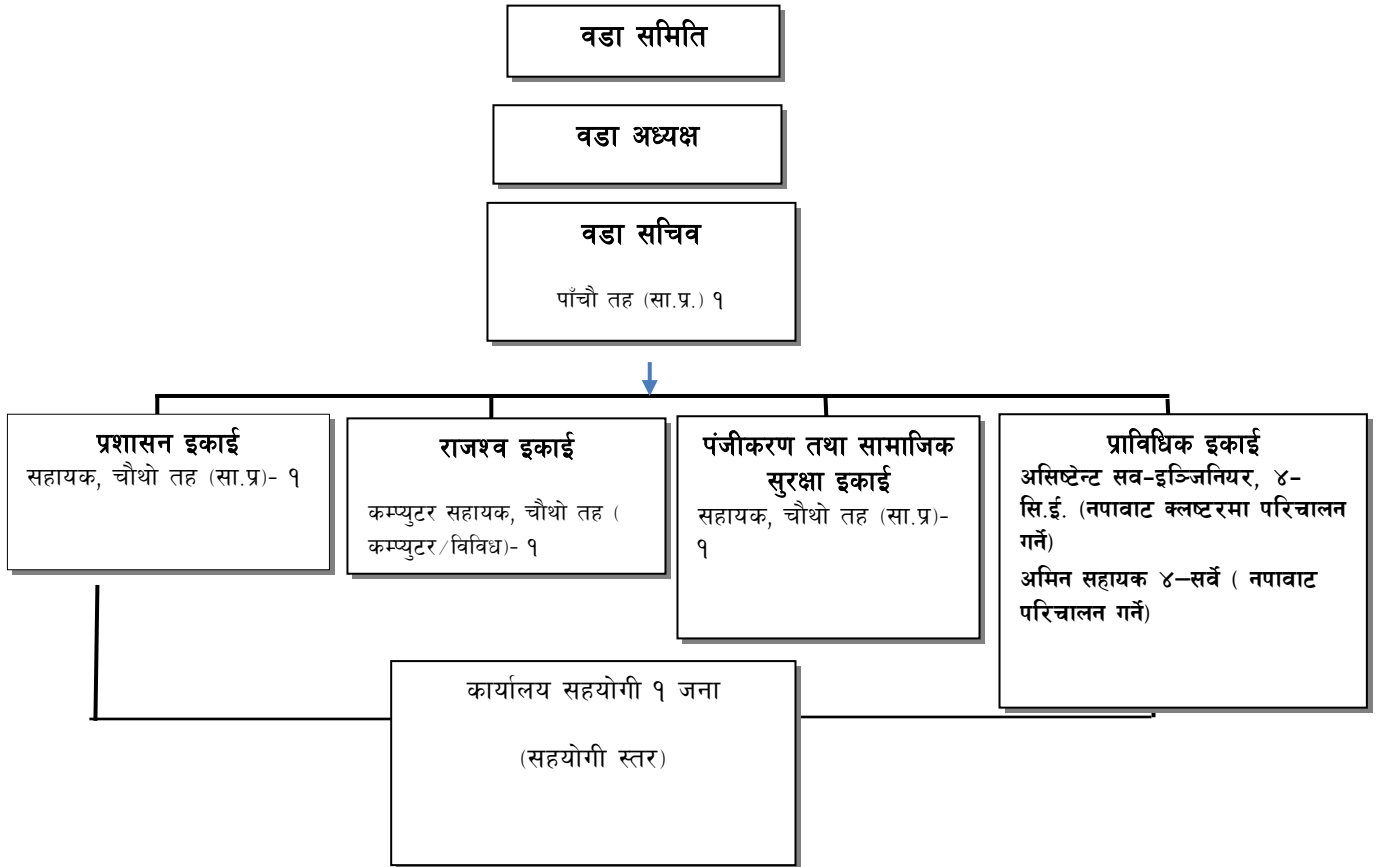 वडा समिति
वडा अध्यक्ष
वडा सचिव
पाँचौ तह (सा.प्र.) १
प्रशासन इकाई
सहायक, चौथो तह (सा.प्र)- १
राजश्व इकाई
कम्प्युटर सहायक, चौथो तह (
कम्प्युटर/विविध)- १
पंजीकरण तथा सामाजिक
सुरक्षा इकाई
सहायक, चौथो तह (सा.प्र)-
१
प्राविधिक इकाई
असिष्टेन्ट सव-इञ्जिनियर, ४-
सि.ई. (नपावाट क्लष्टरमा परिचालन
गर्ने)
अमिन सहायक ४–सर्वे ( नपावाट
परिचालन गर्ने)
कार्यालय सहयोगी १ जना
(सहयोगी स्तर)